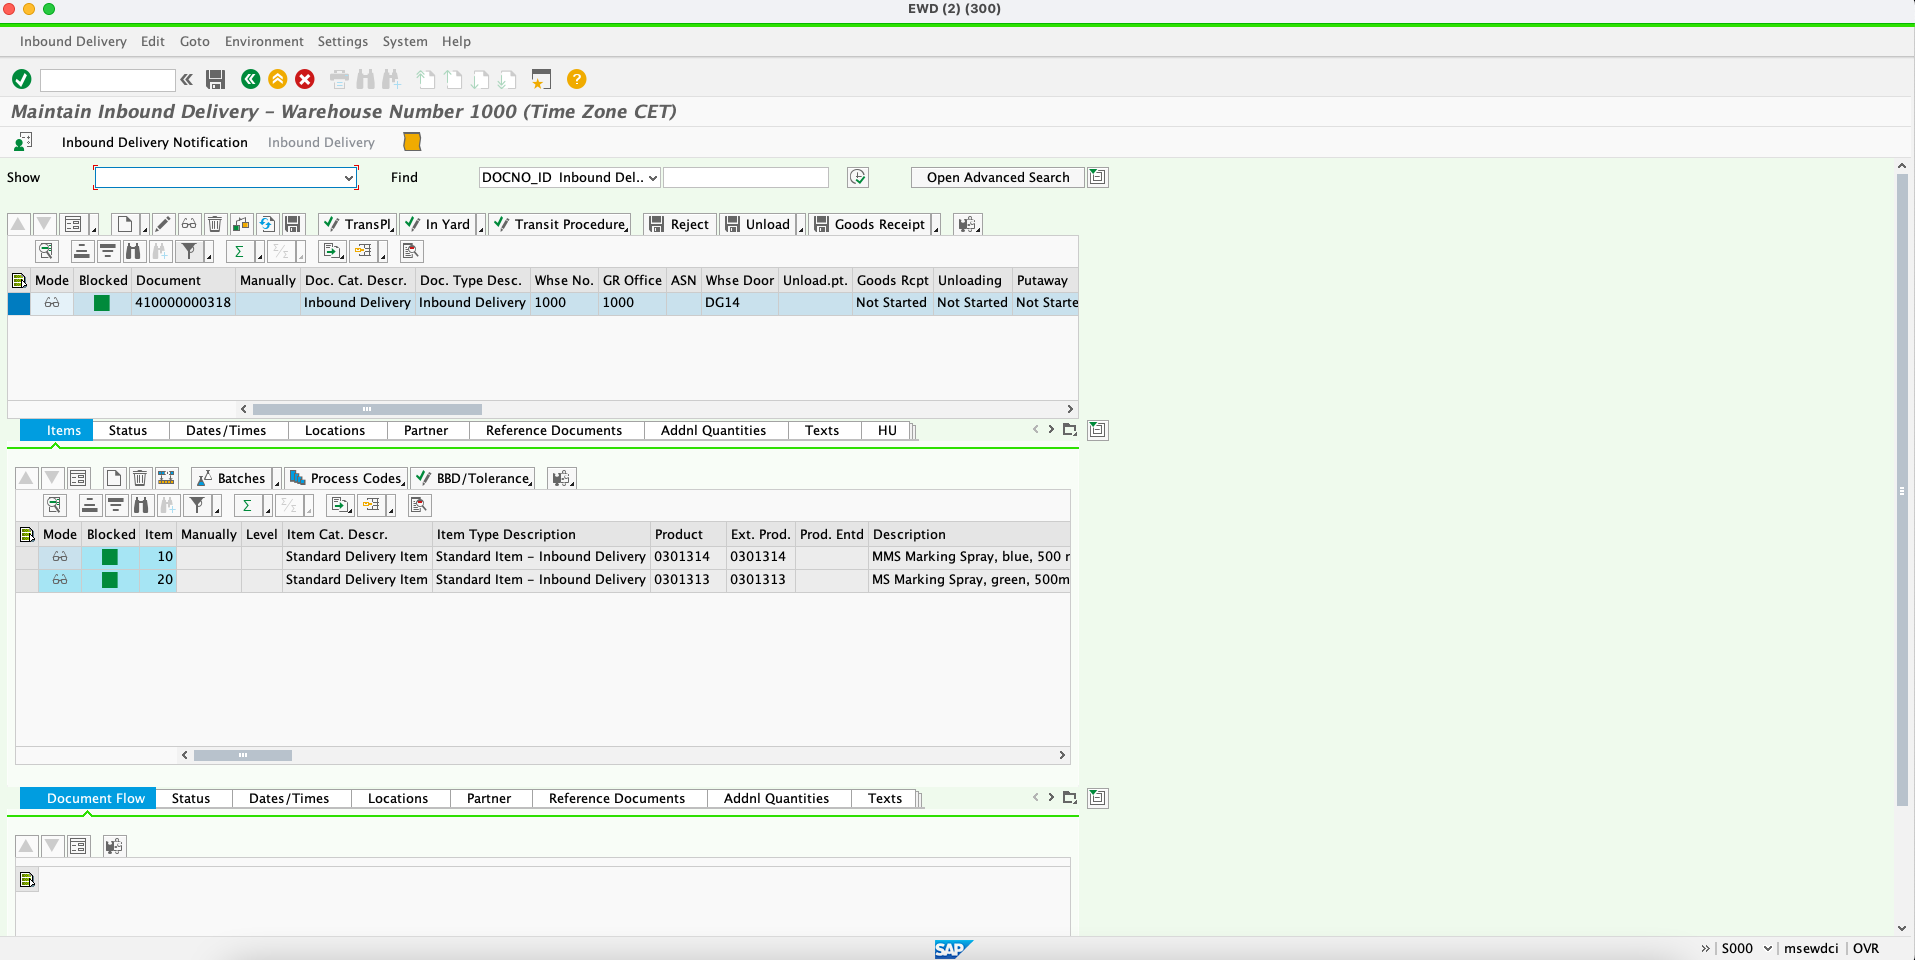 EWD (2) (300)
Inbound Delivery Edit Goto Environment Settings System Help
Maintain Inbound Delivery – Warehouse Number 1000 (Time Zone CET)
Inbound Delivery Notification Inbound Delivery
Show Find DOCNO_ID Inbound Del.. Open Advanced Search
TransPl. In Yard Transit Procedure Reject Unload Goods Receipt
Mode Blocked Document Manually Doc. Cat. Descr. Doc. Type Desc. Whse No. GR Office ASN Whse Door Unload.pt. Goods Rcpt Unloading Putaway
410000000318 Inbound Delivery Inbound Delivery 1000 1000 DG14 Not Started Not Started Not Starte
Items Status Dates/Times Locations Partner Reference Documents Addnl Quantities Texts HU
Batches Process Codes BBD/Tolerance
Mode Blocked Item Manually Level Item Cat. Descr. Item Type Description Product Ext. Prod. Prod. Entd Description
10 Standard Delivery Item Standard Item – Inbound Delivery 0301314 0301314 MMS Marking Spray, blue, 500
20 Standard Delivery Item Standard Item – Inbound Delivery 0301313 0301313 MS Marking Spray, green, 500m
Document Flow Status Dates/Times Locations Partner Reference Documents Addnl Quantities Texts
SAP S000 msewdci OVR